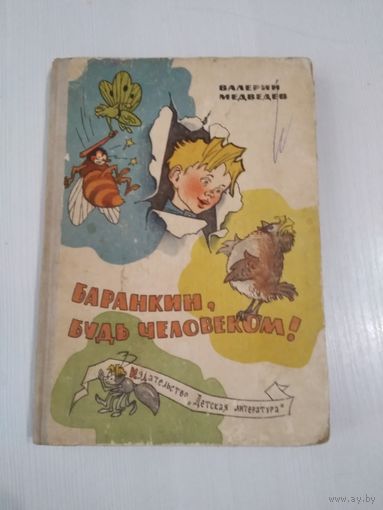 ВАЛЕРИЙ
МЕДВЕДЕВ
БАРАНКИН,
БУДЬ ЧЕЛОВЕКОМ!
Издательство „Детская литература"
www.ay.by